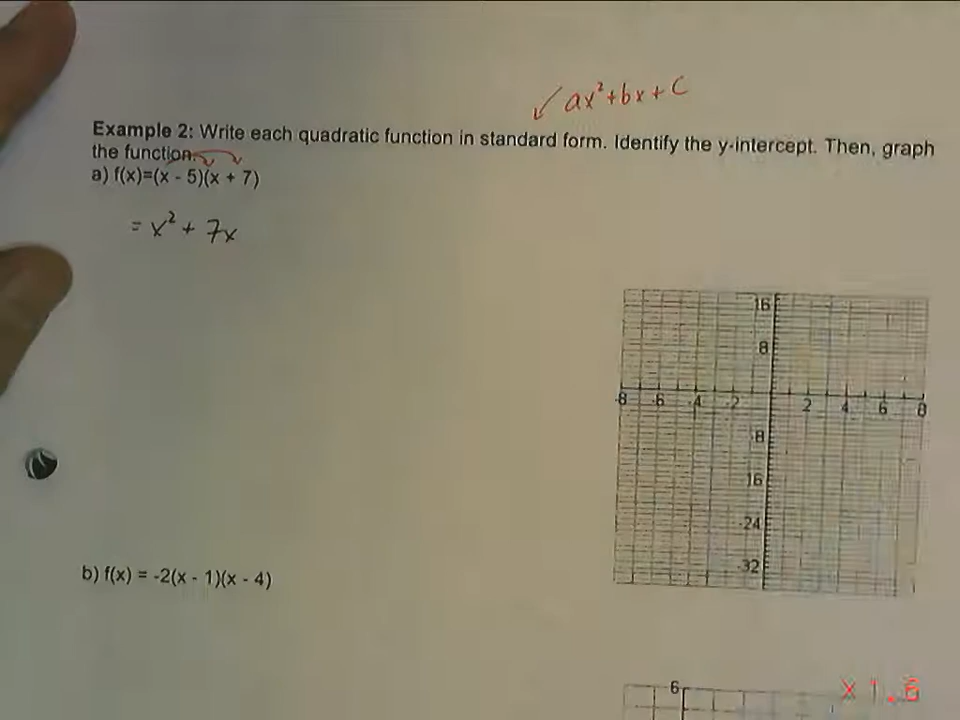 ax²+bx+c
Example 2: Write each quadratic function in standard form. Identify the y-intercept. Then, graph
the function.
a) f(x)=(x - 5)(x + 7)
= x² + 7x
16
8
-8 -6 -4 -2 2 4 6 8
-8
16
-24
-32
b) f(x) = -2(x - 1)(x - 4)
6
X 1.6